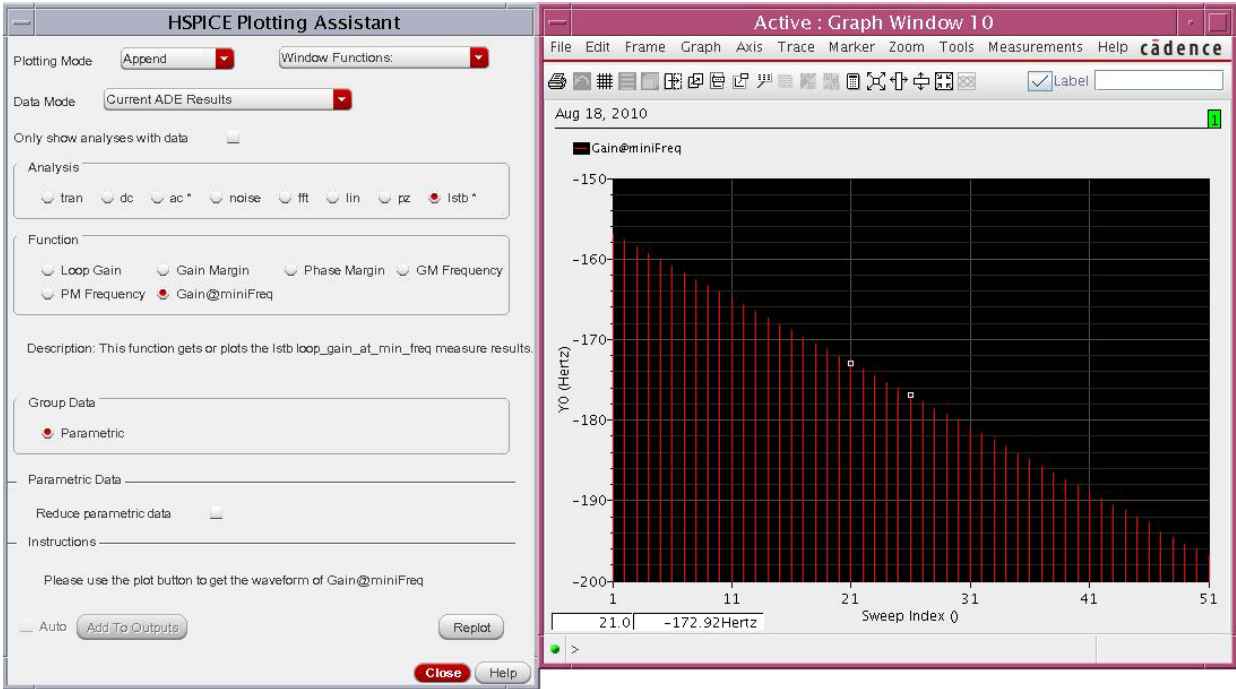 HSPICE Plotting Assistant
Plotting Mode Append Window Functions:
Data Mode Current ADE Results
Only show analyses with data
Analysis
tran dc ac * noise fft lin pz lstb *
Function
Loop Gain Gain Margin Phase Margin GM Frequency
PM Frequency Gain@miniFreq
Description: This function gets or plots the lstb loop_gain_at_min_freq measure results.
Group Data
Parametric
Parametric Data
Reduce parametric data
Instructions
Please use the plot button to get the waveform of Gain@miniFreq
Auto Add To Outputs Replot
Close Help
Active : Graph Window 10
File Edit Frame Graph Axis Trace Marker Zoom Tools Measurements Help cādence
Label
Aug 18, 2010
1
Gain@miniFreq
-150
-160
-170
-180
-190
-200
Y0 (Hertz)
1 11 21 31 41 51
Sweep Index ()
21.0 -172.92Hertz
>